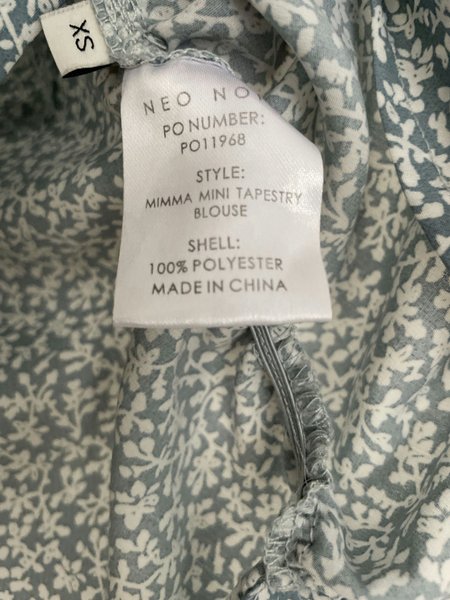 XS
NEO NO
PO NUMBER:
PO11968
STYLE:
MIMMA MINI TAPESTRY
BLOUSE
SHELL:
100% POLYESTER
MADE IN CHINA